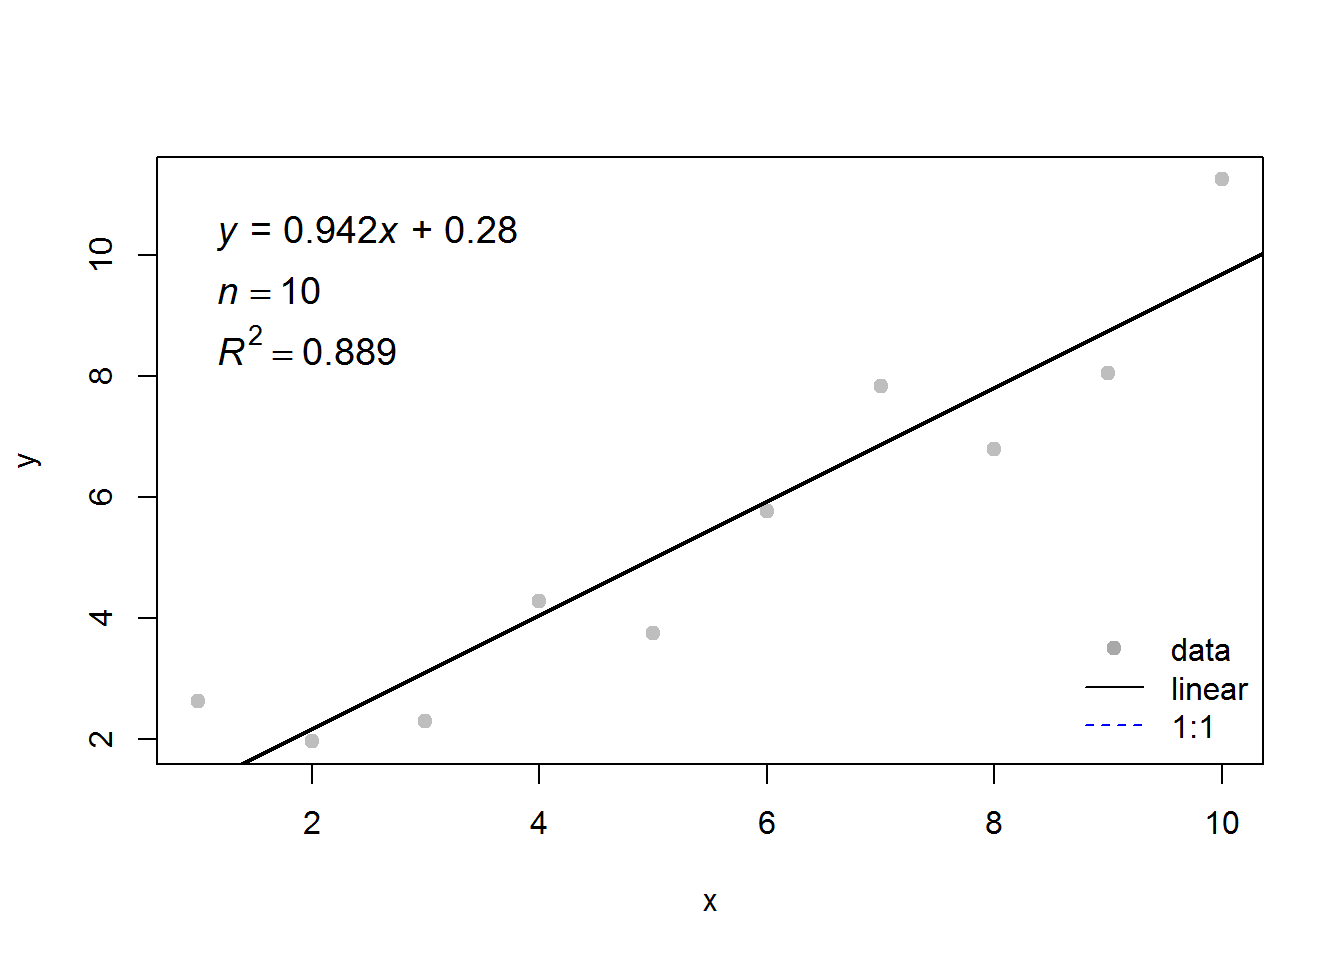 y = 0.942x + 0.28
n = 10
R² = 0.889
10
8
6
4
2
y
data
linear
1:1
2 4 6 8 10
x